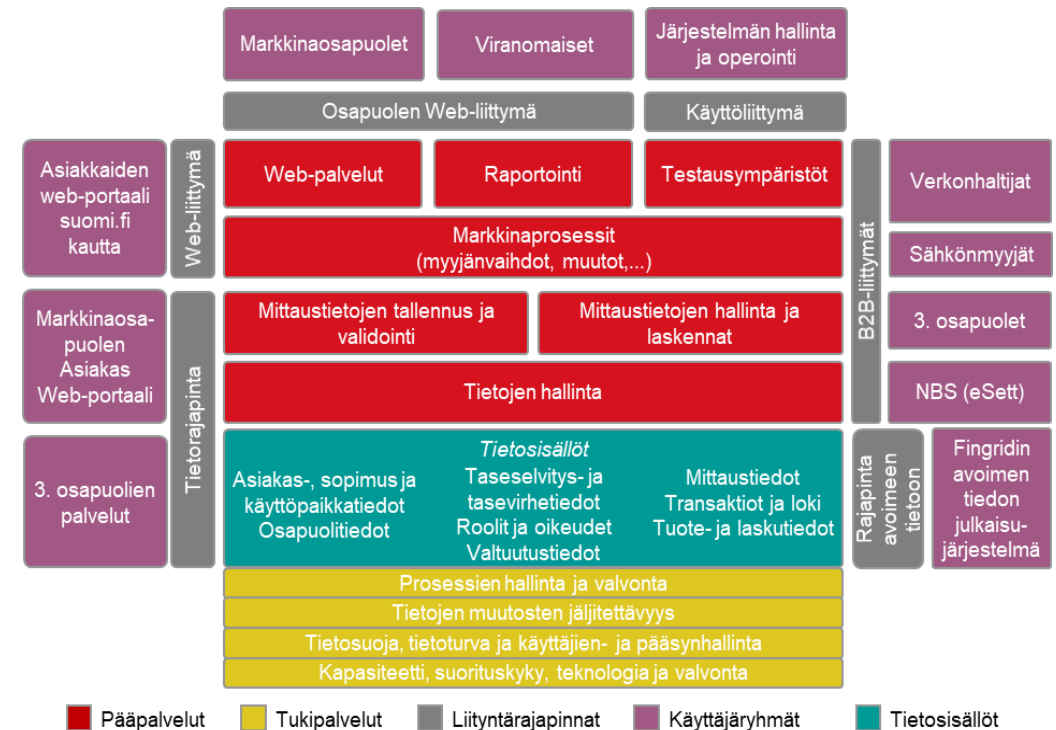 Markkinaosapuolet
Viranomaiset
Järjestelmän hallinta
ja operointi
Osapuolen Web-liittymä
Käyttöliittymä
Asiakkaiden
web-portaali
suomi.fi
kautta
Web-liittymä
Web-palvelut
Raportointi
Testausympäristöt
Markkinaprosessit
(myyjänvaihdot, muutot,...)
B2B-liittymät
Verkonhaltijat
Sähkönmyyjät
Markkinaosa-
puolen
Asiakas
Web-portaali
Tietorajapinta
Mittaustietojen tallennus ja
validointi
Mittaustietojen hallinta ja
laskennat
3. osapuolet
Tietojen hallinta
NBS (eSett)
3. osapuolien
palvelut
Tietosisällöt
Asiakas-, sopimus ja
käyttöpaikkatiedot
Osapuolitiedot
Taseselvitys- ja
tasevirhetiedot
Roolit ja oikeudet
Valtuutustiedot
Mittaustiedot
Transaktiot ja loki
Tuote- ja laskutiedot
Rajapinta
avoimeen
tietoon
Fingridin
avoimen
tiedon
julkaisu-
järjestelmä
Prosessien hallinta ja valvonta
Tietojen muutosten jäljitettävyys
Tietosuoja, tietoturva ja käyttäjien- ja pääsynhallinta
Kapasiteetti, suorituskyky, teknologia ja valvonta
Pääpalvelut
Tukipalvelut
Liityntärajapinnat
Käyttäjäryhmät
Tietosisällöt